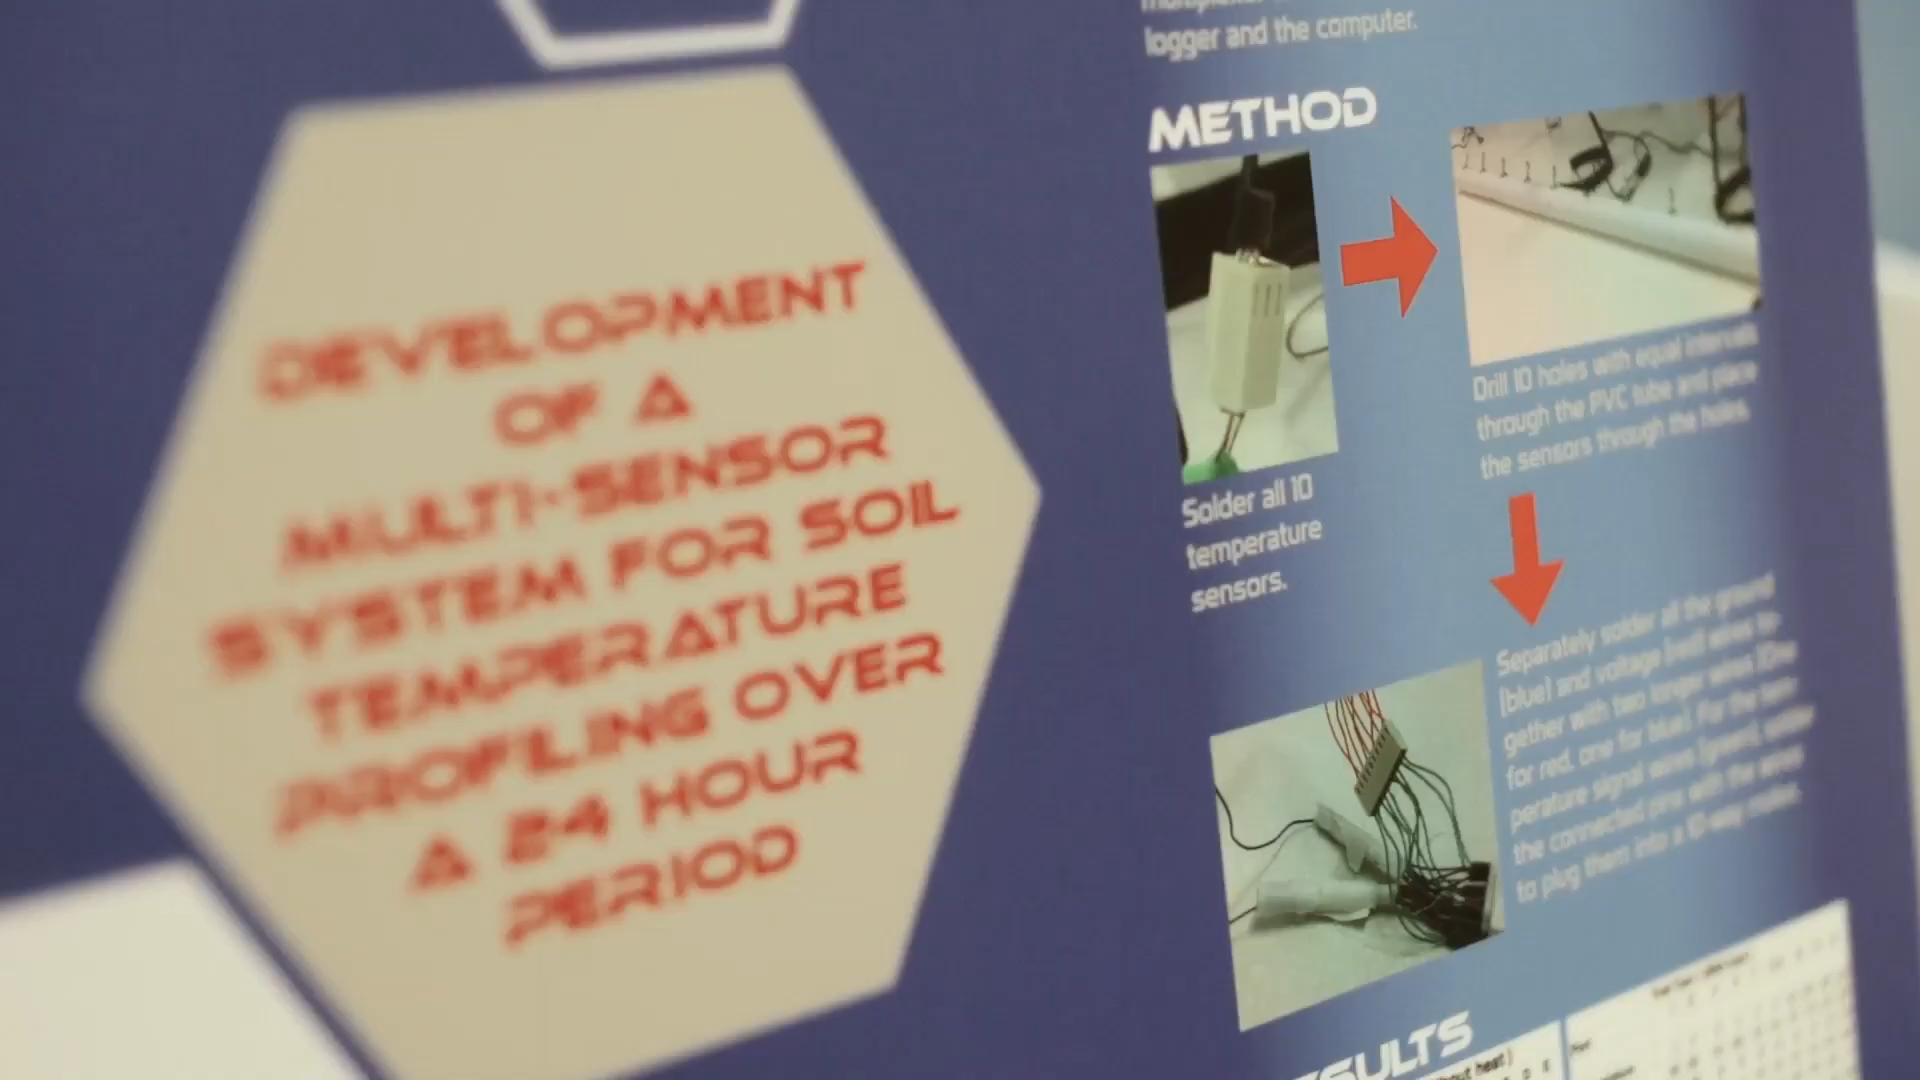 DEVELOPMENT
OF A
MULTI-SENSOR
SYSTEM FOR SOIL
TEMPERATURE
PROFILING OVER
A 24 HOUR
PERIOD
logger and the computer.
METHOD
Solder all 10
temperature
sensors.
Drill 10 holes with equal intervals
through the PVC tube and place
the sensors through the holes.
Separately solder all the ground
(blue) and voltage (red) wires to-
gether with two longer wires (One
for red, one for blue). For the tem-
perature signal wires (green), solder
the connected pins with the wires
to plug them into a 10-way molex.